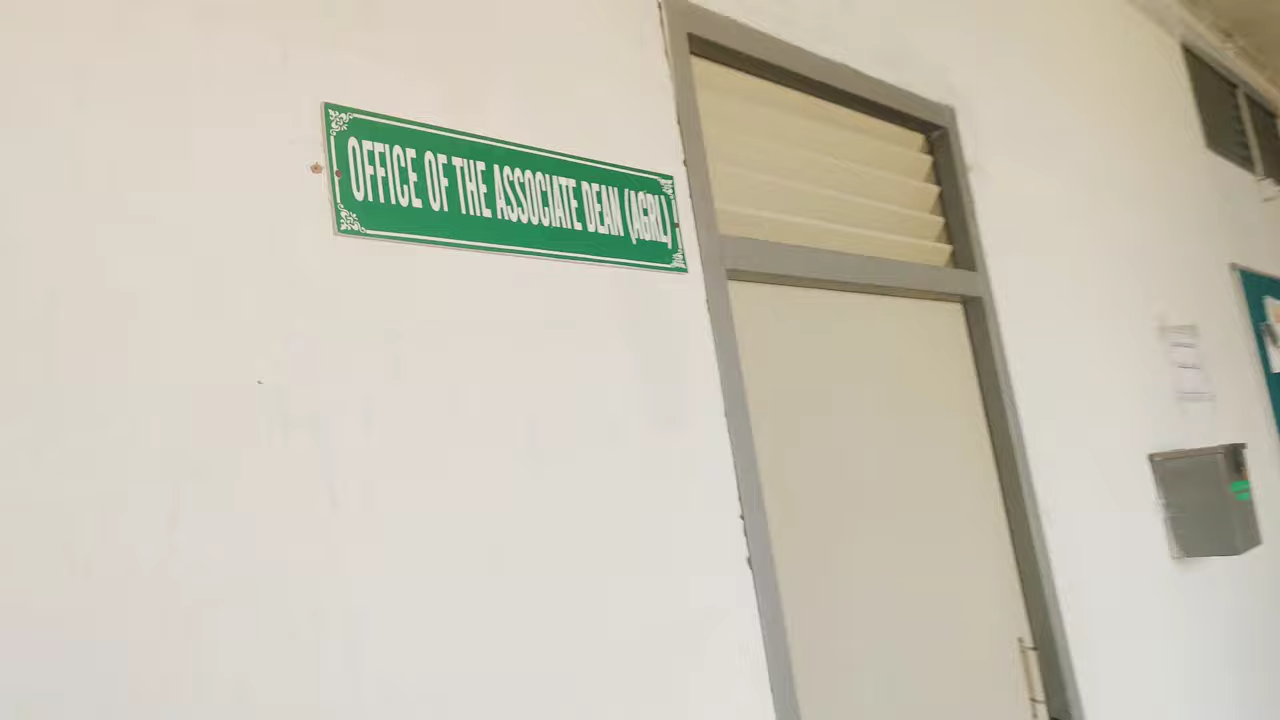 OFFICE OF THE ASSOCIATE DEAN (AGRL)